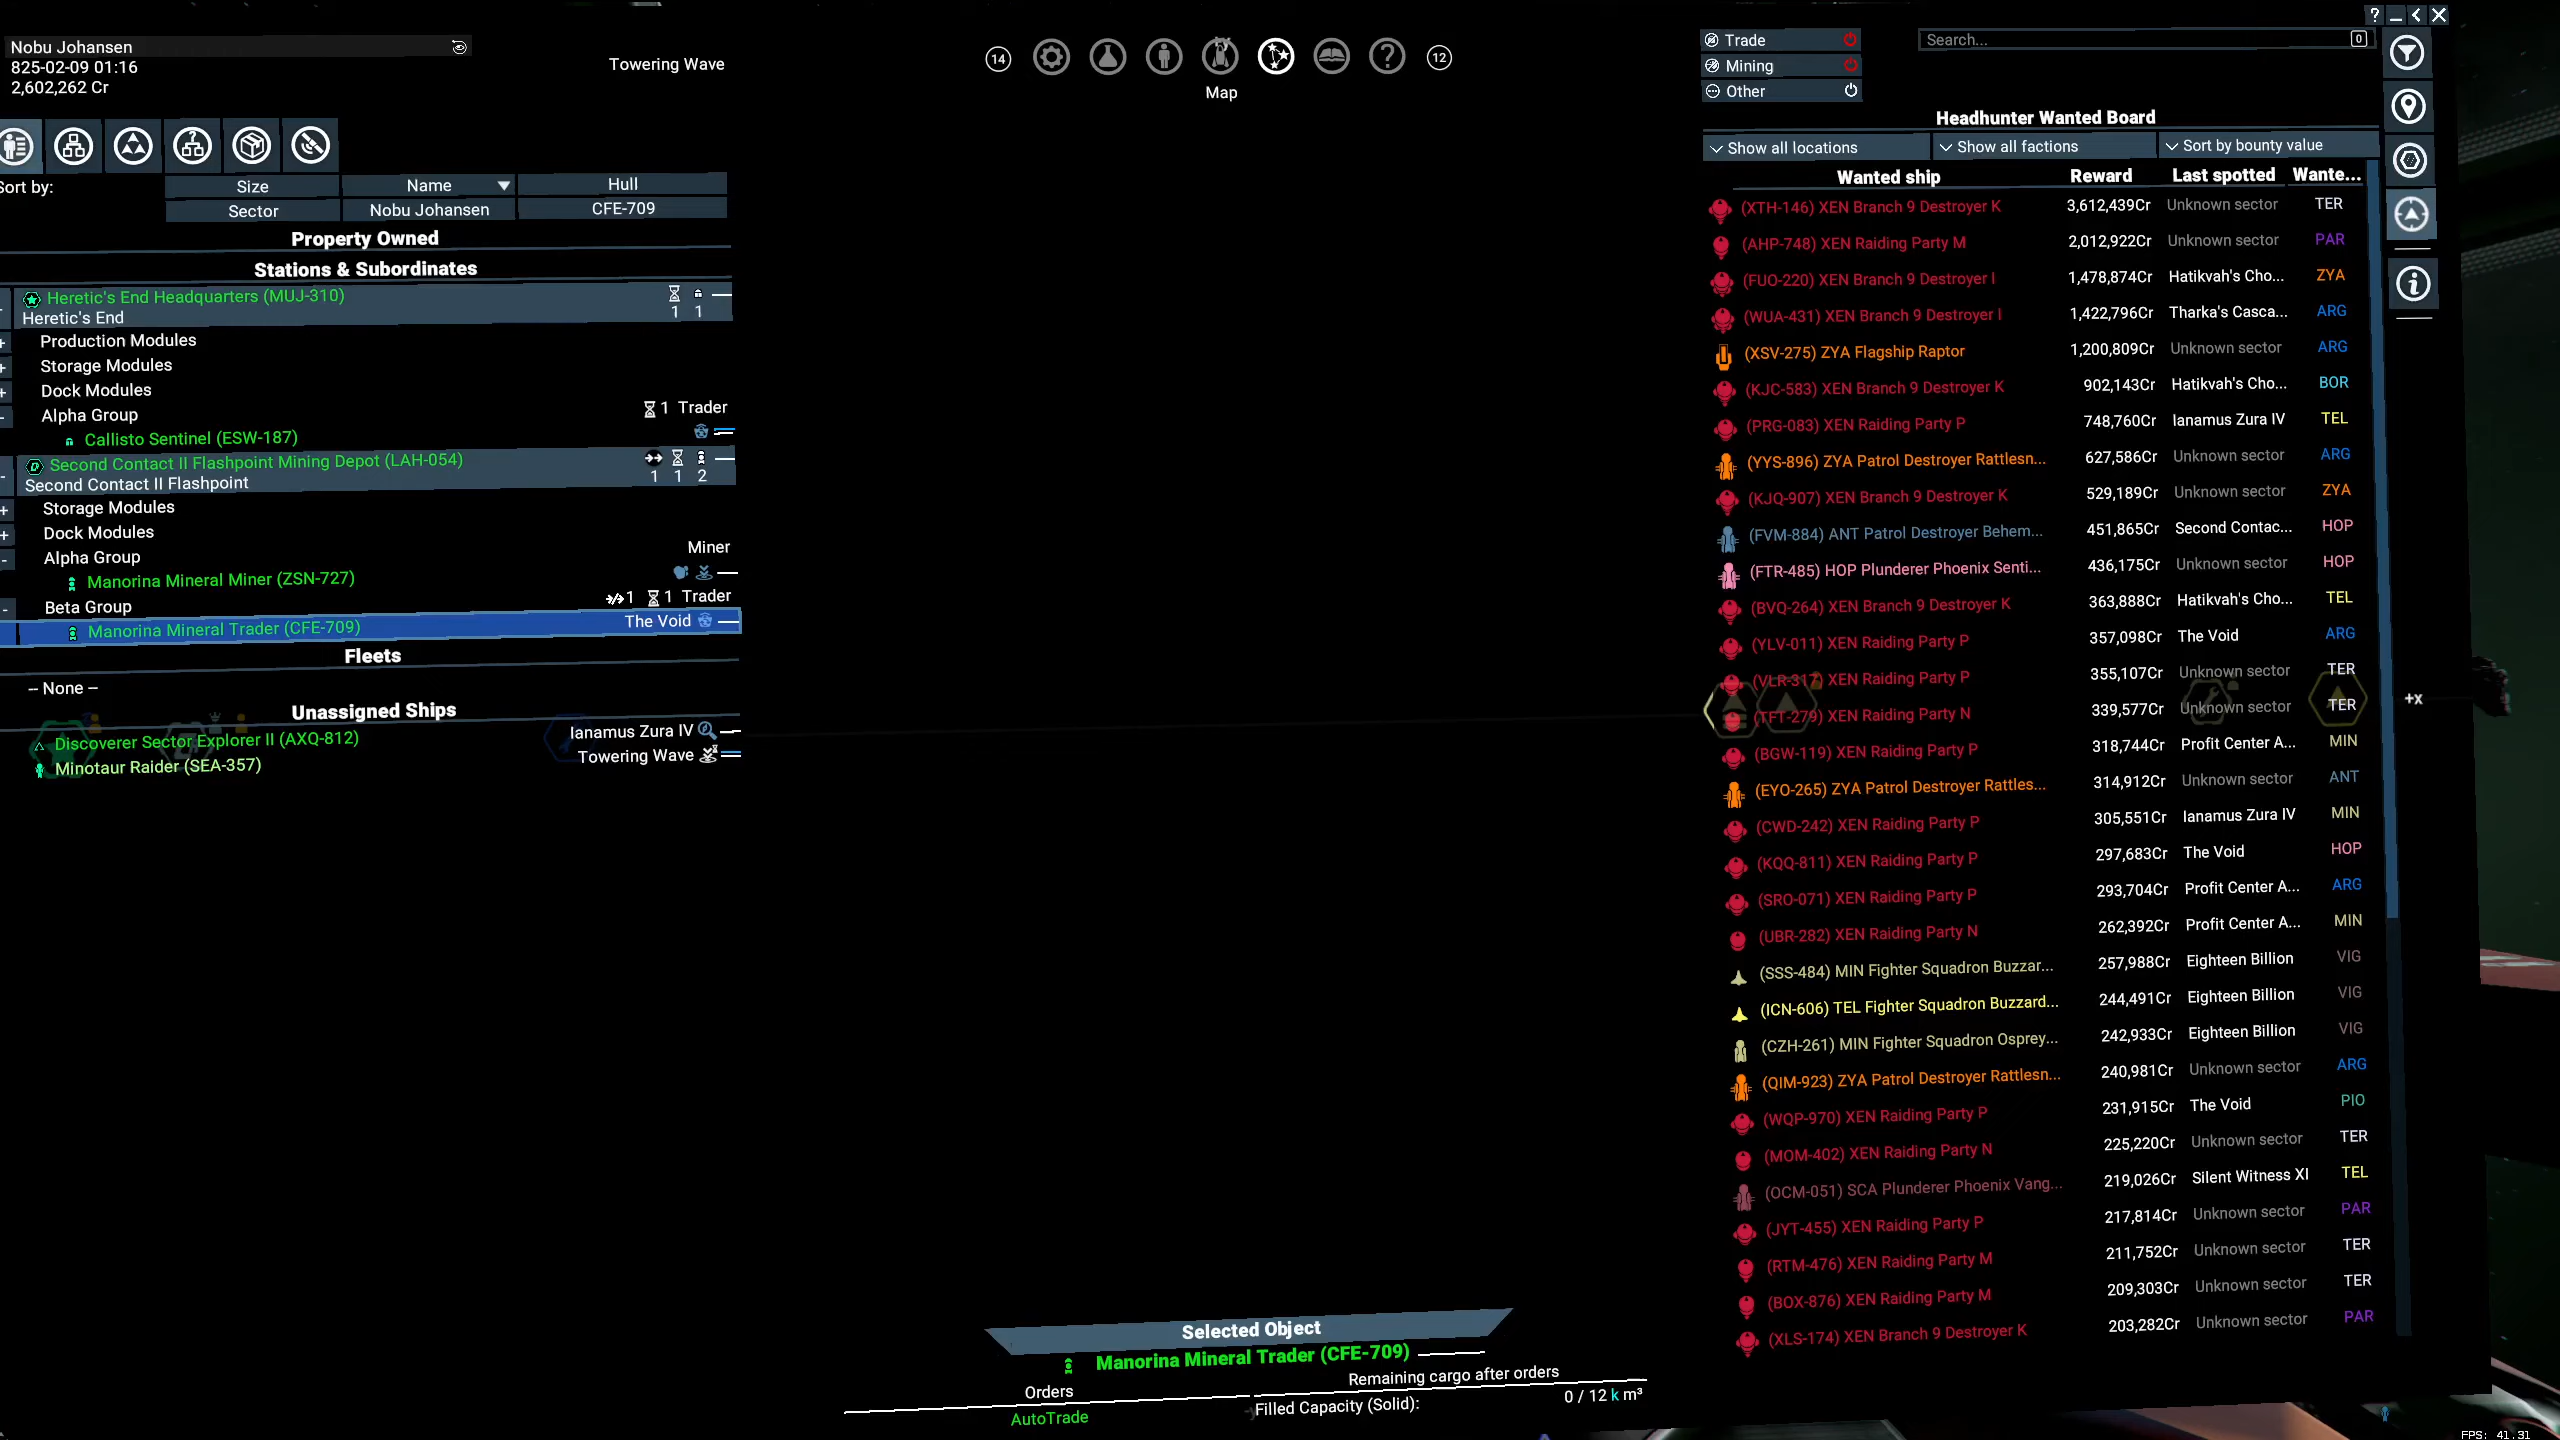 Nobu Johansen
825-02-09 01:16
2,602,262 Cr
Towering Wave
14
12
Map
Trade
Mining
Other
Search...
0
Headhunter Wanted Board
Show all locations
Show all factions
Sort by bounty value
Sort by:
Size
Name
Hull
Sector
Nobu Johansen
CFE-709
Property Owned
Stations & Subordinates
Heretic's End Headquarters (MUJ-310)
Heretic's End
1 1
Production Modules
Storage Modules
Dock Modules
Alpha Group
1 Trader
Callisto Sentinel (ESW-187)
Second Contact II Flashpoint Mining Depot (LAH-054)
Second Contact II Flashpoint
1 1 2
Storage Modules
Dock Modules
Alpha Group
Miner
Manorina Mineral Miner (ZSN-727)
Beta Group
1 1 Trader
Manorina Mineral Trader (CFE-709) The Void
Fleets
-- None --
Unassigned Ships
Discoverer Sector Explorer II (AXQ-812) Ianamus Zura IV
Minotaur Raider (SEA-357) Towering Wave
Wanted ship Reward Last spotted Wante...
(XTH-146) XEN Branch 9 Destroyer K 3,612,439Cr Unknown sector TER
(AHP-748) XEN Raiding Party M 2,012,922Cr Unknown sector PAR
(FUO-220) XEN Branch 9 Destroyer I 1,478,874Cr Hatikvah's Cho... ZYA
(WUA-431) XEN Branch 9 Destroyer I 1,422,796Cr Tharka's Casca... ARG
(XSV-275) ZYA Flagship Raptor 1,200,809Cr Unknown sector ARG
(KJC-583) XEN Branch 9 Destroyer K 902,143Cr Hatikvah's Cho... BOR
(PRG-083) XEN Raiding Party P 748,760Cr Ianamus Zura IV TEL
(YYS-896) ZYA Patrol Destroyer Rattlesn... 627,586Cr Unknown sector ARG
(KJQ-907) XEN Branch 9 Destroyer K 529,189Cr Unknown sector ZYA
(FVM-884) ANT Patrol Destroyer Behem... 451,865Cr Second Contac... HOP
(FTR-485) HOP Plunderer Phoenix Senti... 436,175Cr Unknown sector HOP
(BVQ-264) XEN Branch 9 Destroyer K 363,888Cr Hatikvah's Cho... TEL
(YLV-011) XEN Raiding Party P 357,098Cr The Void ARG
(VLR-317) XEN Raiding Party P 355,107Cr Unknown sector TER
(TFT-279) XEN Raiding Party N 339,577Cr Unknown sector TER
(BGW-119) XEN Raiding Party P 318,744Cr Profit Center A... MIN
(EYO-265) ZYA Patrol Destroyer Rattles... 314,912Cr Unknown sector ANT
(CWD-242) XEN Raiding Party P 305,551Cr Ianamus Zura IV MIN
(KQQ-811) XEN Raiding Party P 297,683Cr The Void HOP
(SRO-071) XEN Raiding Party P 293,704Cr Profit Center A... ARG
(UBR-282) XEN Raiding Party N 262,392Cr Profit Center A... MIN
(SSS-484) MIN Fighter Squadron Buzzar... 257,988Cr Eighteen Billion VIG
(ICN-606) TEL Fighter Squadron Buzzard... 244,491Cr Eighteen Billion VIG
(CZH-261) MIN Fighter Squadron Osprey... 242,933Cr Eighteen Billion VIG
(QIM-923) ZYA Patrol Destroyer Rattlesn... 240,981Cr Unknown sector ARG
(WQP-970) XEN Raiding Party P 231,915Cr The Void PIO
(MOM-402) XEN Raiding Party N 225,220Cr Unknown sector TER
(OCM-051) SCA Plunderer Phoenix Vang... 219,026Cr Silent Witness XI TEL
(JYT-455) XEN Raiding Party P 217,814Cr Unknown sector PAR
(RTM-476) XEN Raiding Party M 211,752Cr Unknown sector TER
(BOX-876) XEN Raiding Party M 209,303Cr Unknown sector TER
(XLS-174) XEN Branch 9 Destroyer K 203,282Cr Unknown sector PAR
+x
Selected Object
Manorina Mineral Trader (CFE-709)
Orders
Remaining cargo after orders
AutoTrade
Filled Capacity (Solid): 0 / 12 k m³
FPS: 41.31